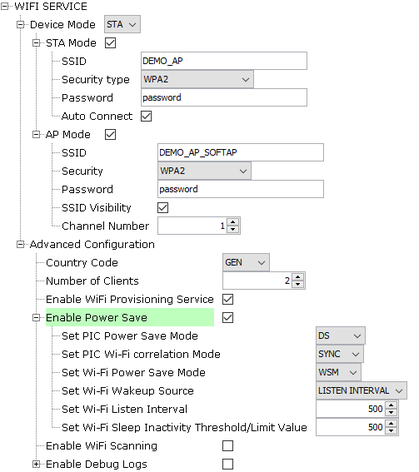 WIFI SERVICE
Device Mode STA
STA Mode
SSID DEMO_AP
Security type WPA2
Password password
Auto Connect
AP Mode
SSID DEMO_AP_SOFTAP
Security WPA2
Password password
SSID Visibility
Channel Number 1
Advanced Configuration
Country Code GEN
Number of Clients 2
Enable WiFi Provisioning Service
Enable Power Save
Set PIC Power Save Mode DS
Set PIC Wi-Fi correlation Mode SYNC
Set Wi-Fi Power Save Mode WSM
Set Wi-Fi Wakeup Source LISTEN INTERVAL
Set Wi-Fi Listen Interval 500
Set Wi-Fi Sleep Inactivity Threshold/Limit Value 500
Enable WiFi Scanning
Enable Debug Logs